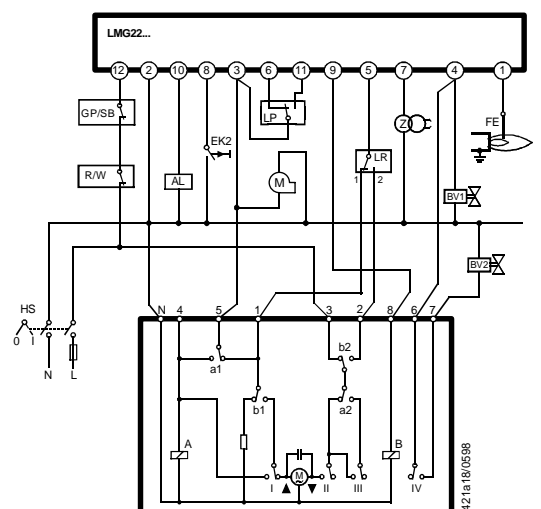 LMG22...
12 2 10 8 3 6 11 9 5 7 4 1
GP/SB
LP
Z
FE
EK2
R/W
AL
M
LR
1 2
BV1
BV2
HS
0 I
N L
N 4 5 1 3 2 8 6 7
a1
b2
b1
a2
A
M
~
B
I II III IV
421a18/0598